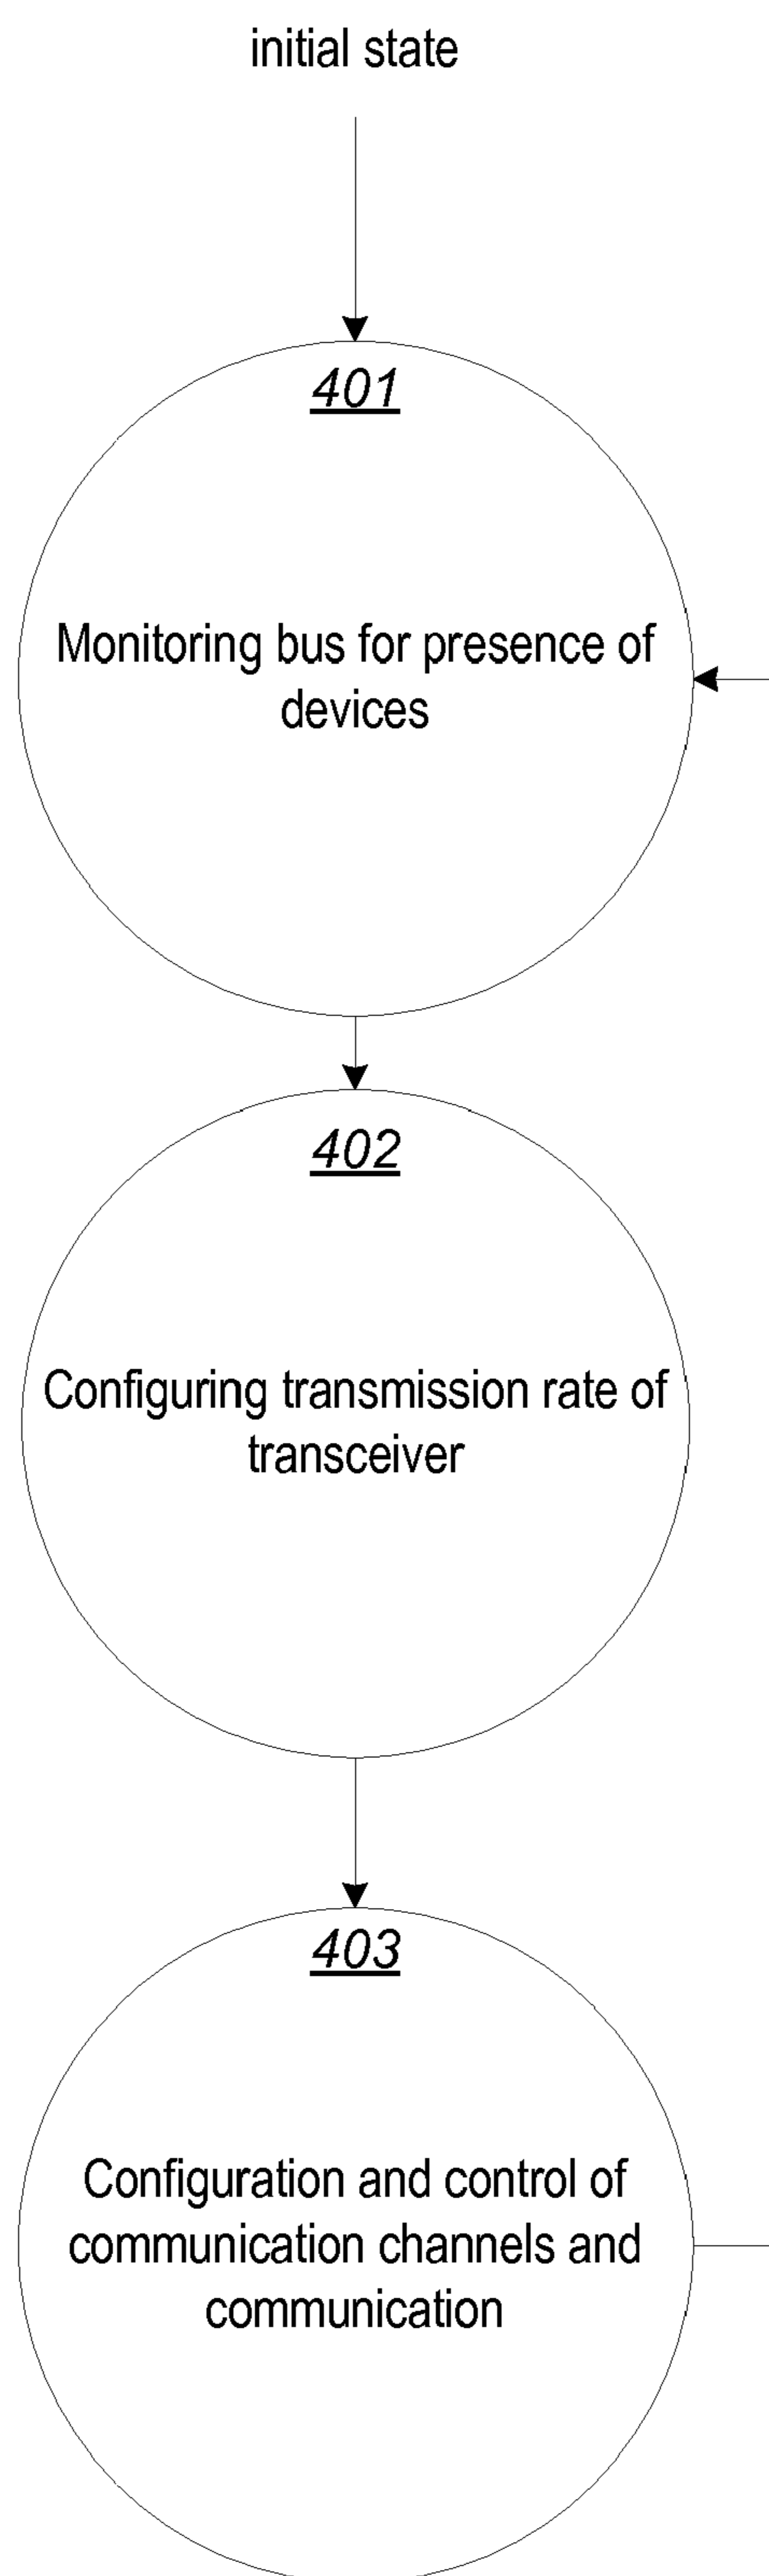 initial state
401
Monitoring bus for presence of
devices
402
Configuring transmission rate of
transceiver
403
Configuration and control of
communication channels and
communication